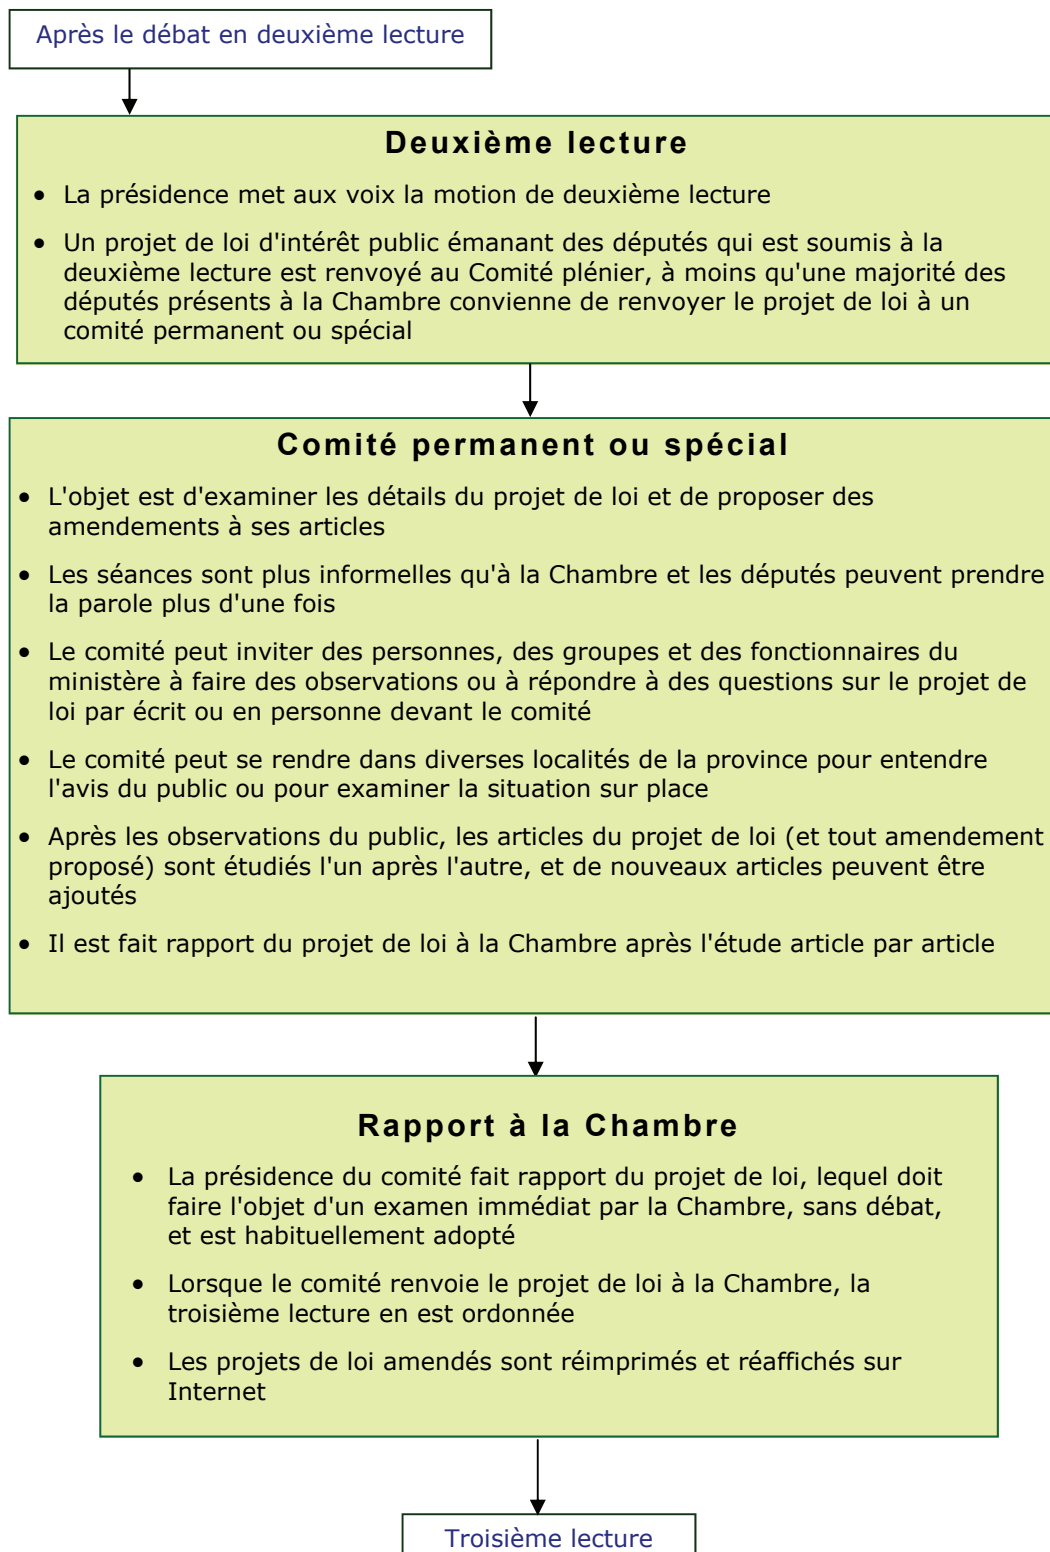 Après le débat en deuxième lecture
Deuxième lecture
• La présidence met aux voix la motion de deuxième lecture
• Un projet de loi d'intérêt public émanant des députés qui est soumis à la
deuxième lecture est renvoyé au Comité plénier, à moins qu'une majorité des
députés présents à la Chambre convienne de renvoyer le projet de loi à un
comité permanent ou spécial
Comité permanent ou spécial
• L'objet est d'examiner les détails du projet de loi et de proposer des
amendements à ses articles
• Les séances sont plus informelles qu'à la Chambre et les députés peuvent prendre
la parole plus d'une fois
• Le comité peut inviter des personnes, des groupes et des fonctionnaires du
ministère à faire des observations ou à répondre à des questions sur le projet de
loi par écrit ou en personne devant le comité
• Le comité peut se rendre dans diverses localités de la province pour entendre
l'avis du public ou pour examiner la situation sur place
• Après les observations du public, les articles du projet de loi (et tout amendement
proposé) sont étudiés l'un après l'autre, et de nouveaux articles peuvent être
ajoutés
• Il est fait rapport du projet de loi à la Chambre après l'étude article par article
Rapport à la Chambre
• La présidence du comité fait rapport du projet de loi, lequel doit
faire l'objet d'un examen immédiat par la Chambre, sans débat,
et est habituellement adopté
• Lorsque le comité renvoie le projet de loi à la Chambre, la
troisième lecture en est ordonnée
• Les projets de loi amendés sont réimprimés et réaffichés sur
Internet
Troisième lecture